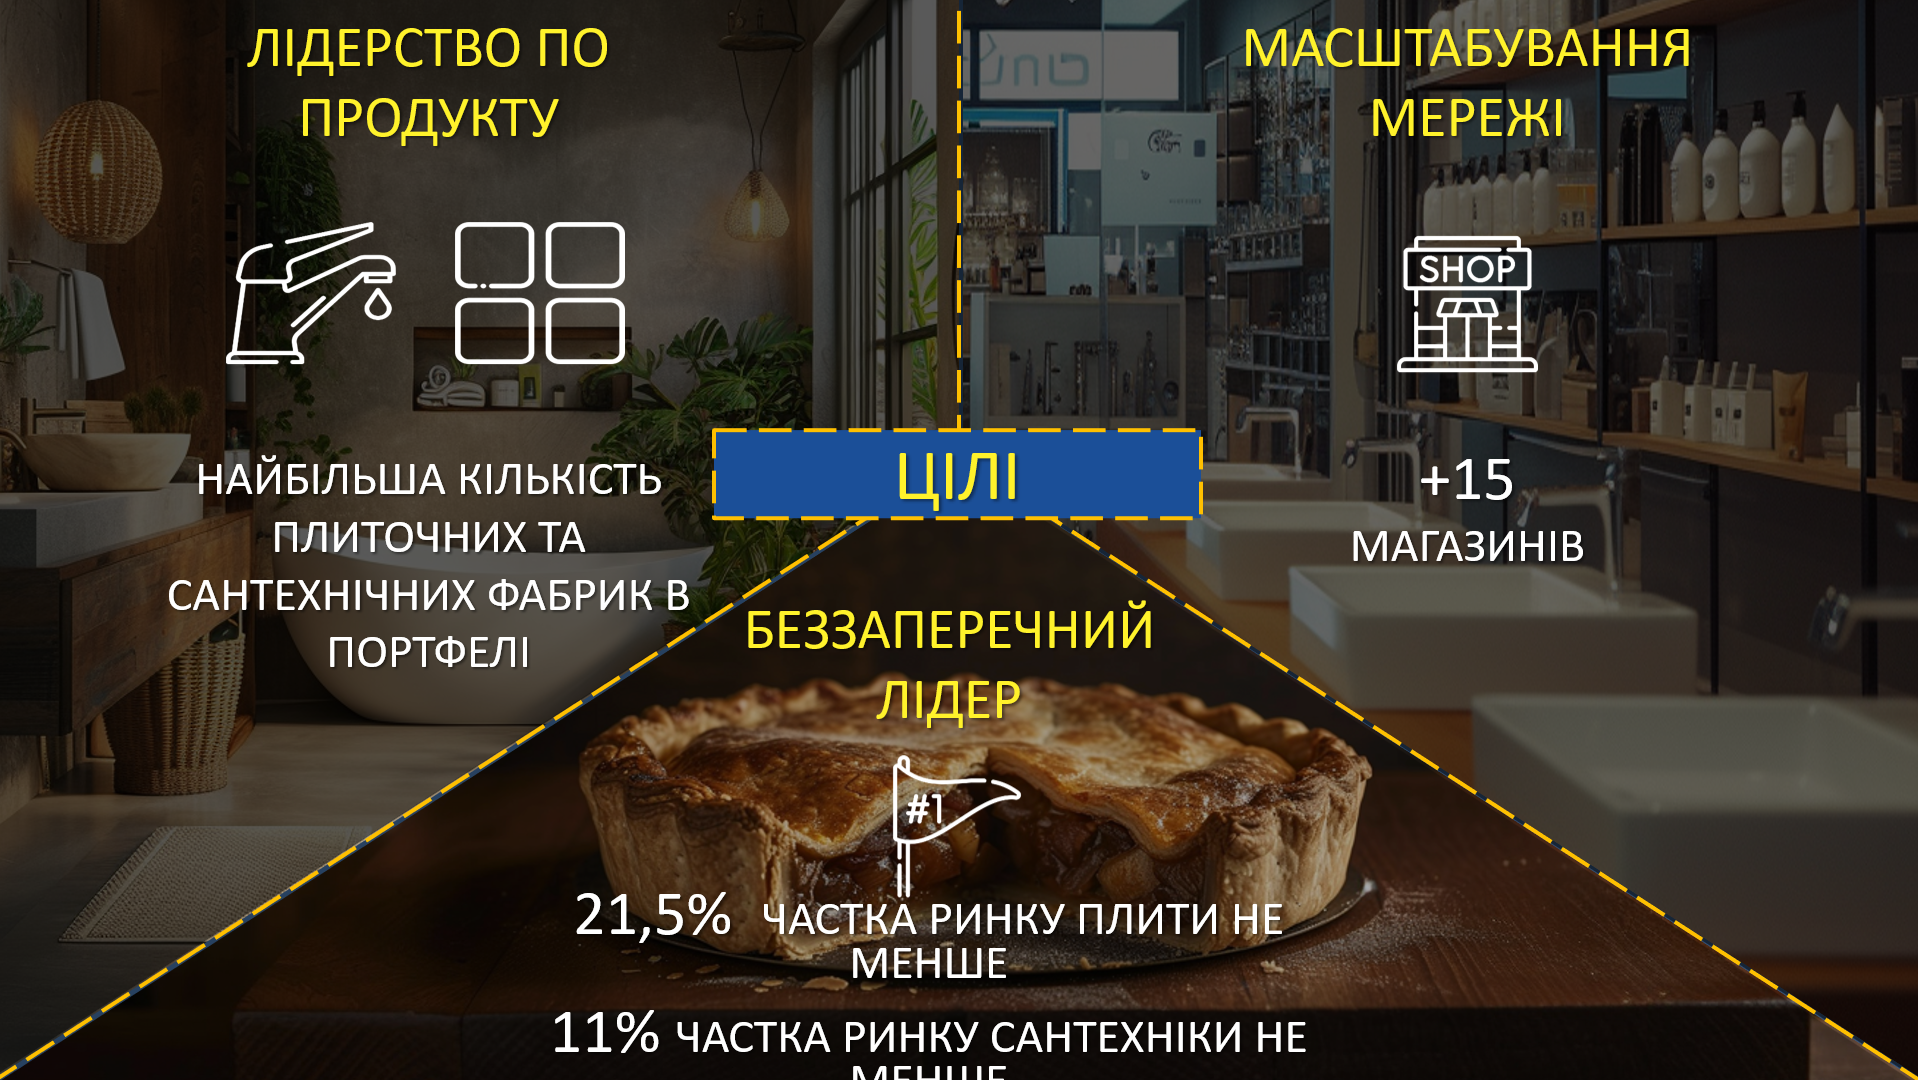 ЛІДЕРСТВО ПО
ПРОДУКТУ
НАЙБІЛЬША КІЛЬКІСТЬ
ПЛИТОЧНИХ ТА
САНТЕХНІЧНИХ ФАБРИК В
ПОРТФЕЛІ
МАСШТАБУВАННЯ
МЕРЕЖІ
SHOP
+15
МАГАЗИНІВ
ЦІЛІ
БЕЗЗАПЕРЕЧНИЙ
ЛІДЕР
#1
21,5% ЧАСТКА РИНКУ ПЛИТИ НЕ
МЕНШЕ
11% ЧАСТКА РИНКУ САНТЕХНІКИ НЕ
МЕНШЕ